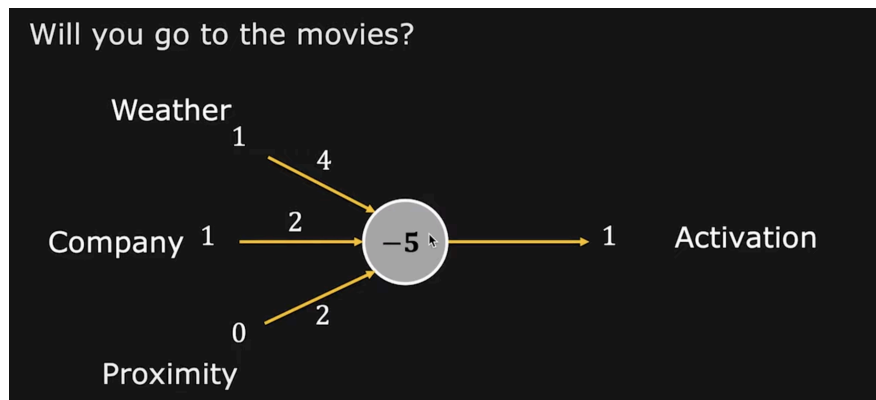 Will you go to the movies?
Weather
1
4
Company 1
2
−5
1
Activation
2
0
Proximity